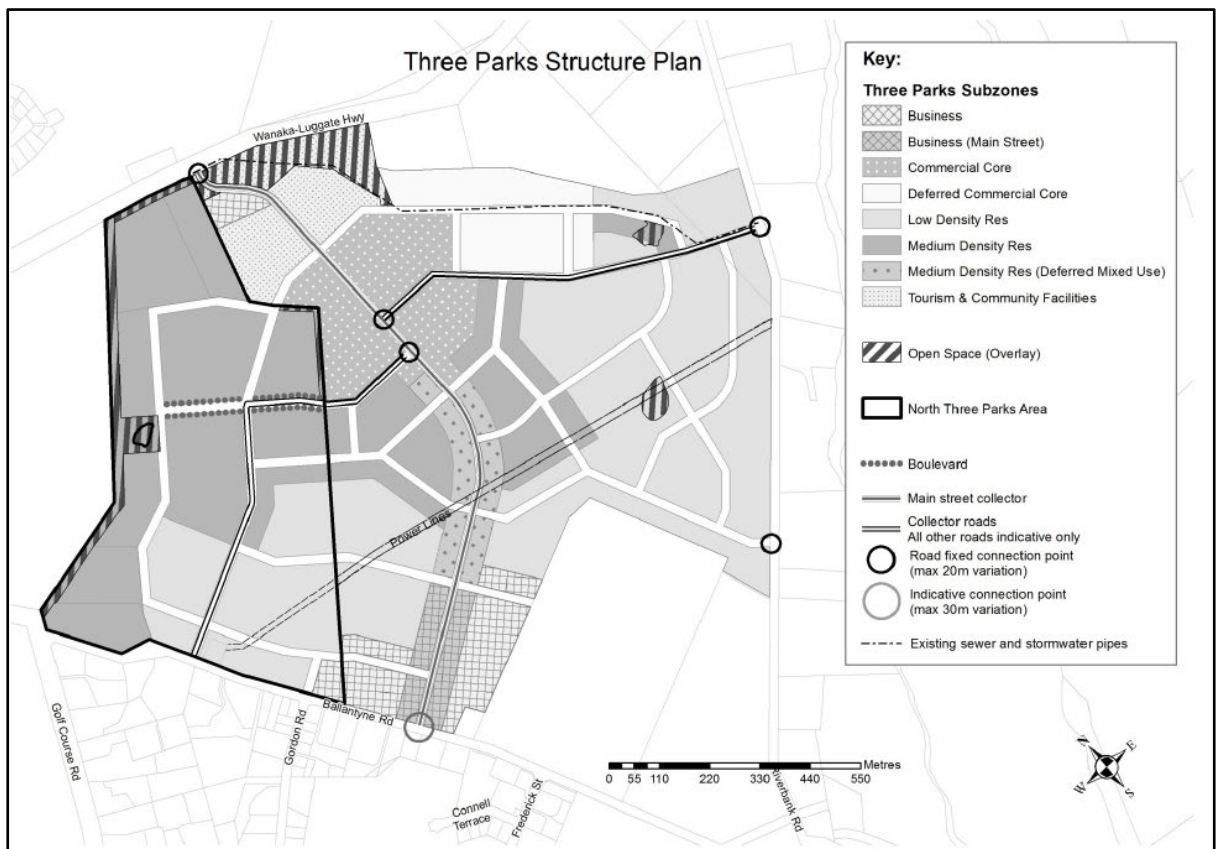 Three Parks Structure Plan
Wanaka-Luggate Hwy
Power Lines
Ballantyne Rd
Golf Course Rd
Gordon Rd
Connell
Terrace
Frederick St
Riverbank Rd
Key:
Three Parks Subzones
Business
Business (Main Street)
Commercial Core
Deferred Commercial Core
Low Density Res
Medium Density Res
Medium Density Res (Deferred Mixed Use)
Tourism & Community Facilities
Open Space (Overlay)
North Three Parks Area
Boulevard
Main street collector
Collector roads
All other roads indicative only
Road fixed connection point
(max 20m variation)
Indicative connection point
(max 30m variation)
Existing sewer and stormwater pipes
Metres
0 55 110 220 330 440 550
N
E
W
S